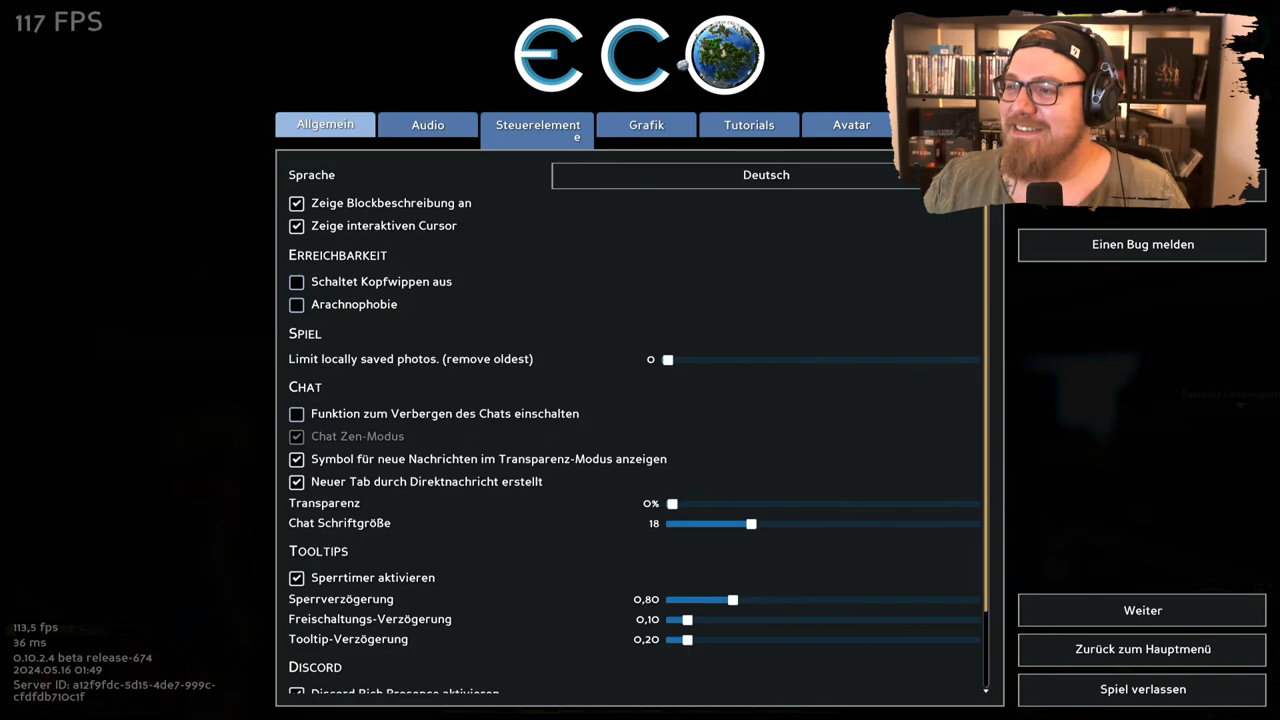 117 FPS
eco
Allgemein
Audio
Steuerelement
e
Grafik
Tutorials
Avatar
Sprache
Deutsch
Zeige Blockbeschreibung an
Zeige interaktiven Cursor
ERREICHBARKEIT
Schaltet Kopfwippen aus
Arachnophobie
SPIEL
Limit locally saved photos. (remove oldest)
0
CHAT
Funktion zum Verbergen des Chats einschalten
Chat Zen-Modus
Symbol für neue Nachrichten im Transparenz-Modus anzeigen
Neuer Tab durch Direktnachricht erstellt
Transparenz
0%
Chat Schriftgröße
18
TOOLTIPS
Sperrtimer aktivieren
Sperrverzögerung
0,80
Freischaltungs-Verzögerung
0,10
Tooltip-Verzögerung
0,20
DISCORD
Discord Rich Presence aktivieren
Einen Bug melden
Weiter
Zurück zum Hauptmenü
Spiel verlassen
113,5 fps
36 ms
0.10.2.4 beta release-674
2024.05.16 01:49
Server ID: a12f9fdc-5d15-4de7-999c-
cfdfdb710c1f